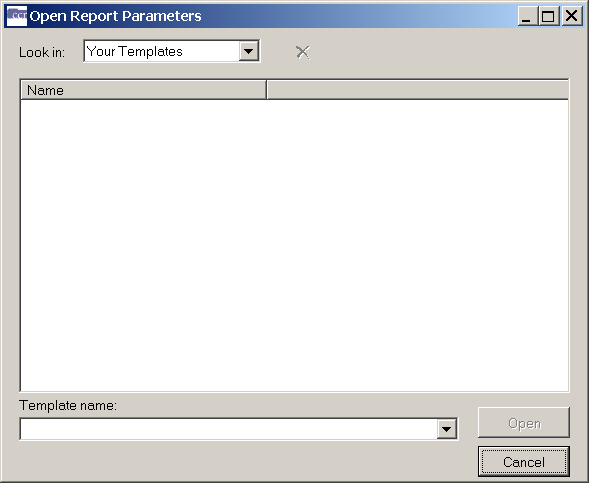 Open Report Parameters
Look in: Your Templates
Name
Template name:
Open
Cancel